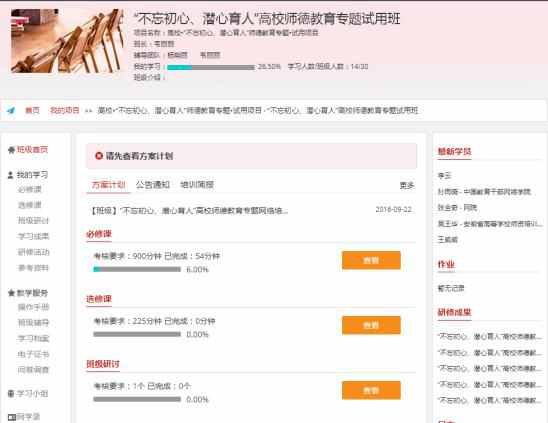 “不忘初心、潜心育人”高校师德教育专题试用班
项目名称：高校•“不忘初心、潜心育人”师德教育专题•试用项目
班长：韦丽丽
辅导团队：杨灿丽 韦丽丽
我的学习： 26.50% 学习人数/班级人数：14/30
班级介绍：
首页 我的项目 >> 高校•“不忘初心、潜心育人”师德教育专题•试用项目 - “不忘初心、潜心育人”高校师德教育专题试用班
班级首页
我的学习
必修课
选修课
班级研讨
学习成果
研修活动
参考资料
教学服务
操作手册
班级辅导
学习档案
电子证书
问卷调查
学习小组
同学录
请先查看方案计划
方案计划 公告通知 培训简报 更多
【班级】“不忘初心、潜心育人”高校师德教育专题网络培... 2016-09-22
必修课
考核要求：900分钟 已完成：54分钟
6.00%
查看
选修课
考核要求：225分钟 已完成：0分钟
0.00%
查看
班级研讨
考核要求：1个 已完成：0个
0.00%
查看
最新学员
李云
孙雨薇 - 中国教育干部网络学院
张金奇 - 网院
吴玉华 - 安徽省高等学校师资培训...
王威威
作业
暂无记录
研修成果
“不忘初心、潜心育人”高校师德教...
“不忘初心、潜心育人”高校师德教...
“不忘初心、潜心育人”高校师德教...
“不忘初心、潜心育人”高校师德教...
“不忘初心、潜心育人”高校师德教...